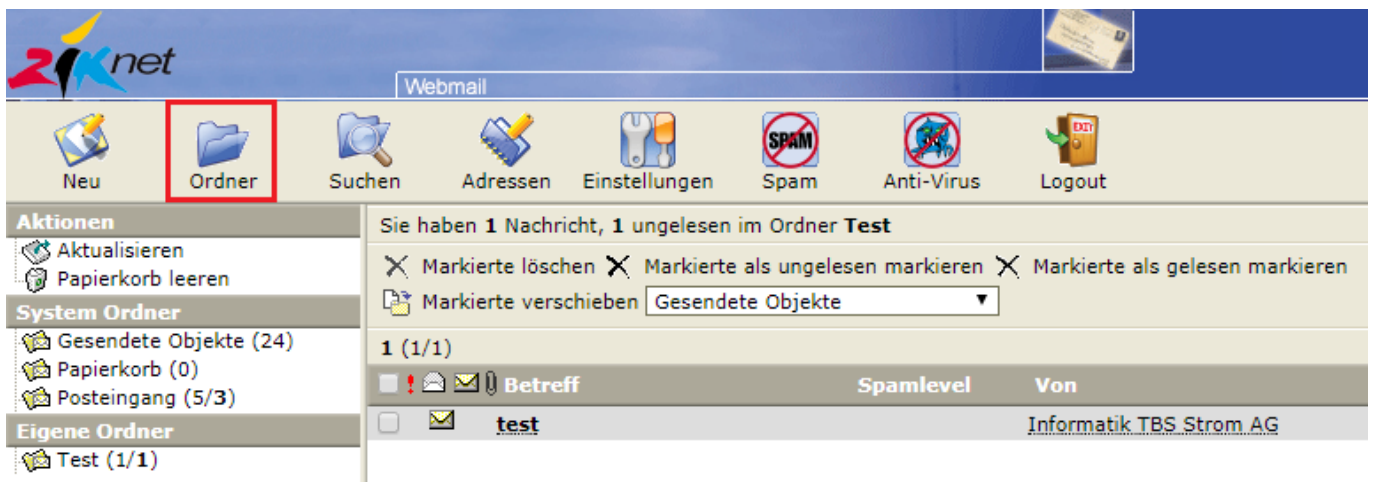 zıknet
Webmail
Neu Ordner Suchen Adressen Einstellungen SPAM Spam Anti-Virus EXIT Logout
Aktionen
Aktualisieren
Papierkorb leeren
System Ordner
Gesendete Objekte (24)
Papierkorb (0)
Posteingang (5/3)
Eigene Ordner
Test (1/1)
Sie haben 1 Nachricht, 1 ungelesen im Ordner Test
Markierte löschen Markierte als ungelesen markieren Markierte als gelesen markieren
Markierte verschieben Gesendete Objekte
1 (1/1)
Betreff Spamlevel Von
test Informatik TBS Strom AG